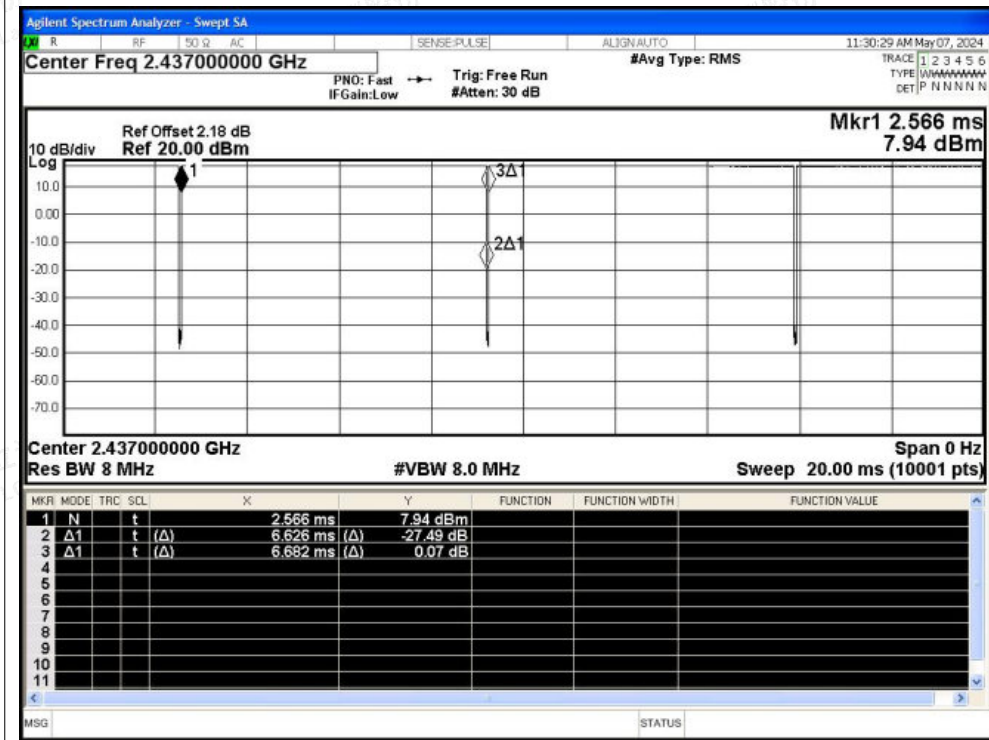 Agilent Spectrum Analyzer - Swept SA
LXI R RF 50 Ω AC SENSE:PULSE ALIGN AUTO 11:30:29 AM May 07, 2024
Center Freq 2.437000000 GHz #Avg Type: RMS TRACE 1 2 3 4 5 6
PNO: Fast Trig: Free Run TYPE WWWWWW
IFGain:Low #Atten: 30 dB DET P N N N N N
Mkr1 2.566 ms
7.94 dBm
Ref Offset 2.18 dB
10 dB/div Ref 20.00 dBm
Log
1
3Δ1
10.0
0.00
2Δ1
-10.0
-20.0
-30.0
-40.0
-50.0
-60.0
-70.0
Center 2.437000000 GHz Span 0 Hz
Res BW 8 MHz #VBW 8.0 MHz Sweep 20.00 ms (10001 pts)
MKR MODE TRC SCL X Y FUNCTION FUNCTION WIDTH FUNCTION VALUE
1 N t 2.566 ms 7.94 dBm
2 Δ1 t (Δ) 6.626 ms (Δ) -27.49 dB
3 Δ1 t (Δ) 6.682 ms (Δ) 0.07 dB
4
5
6
7
8
9
10
11
MSG STATUS